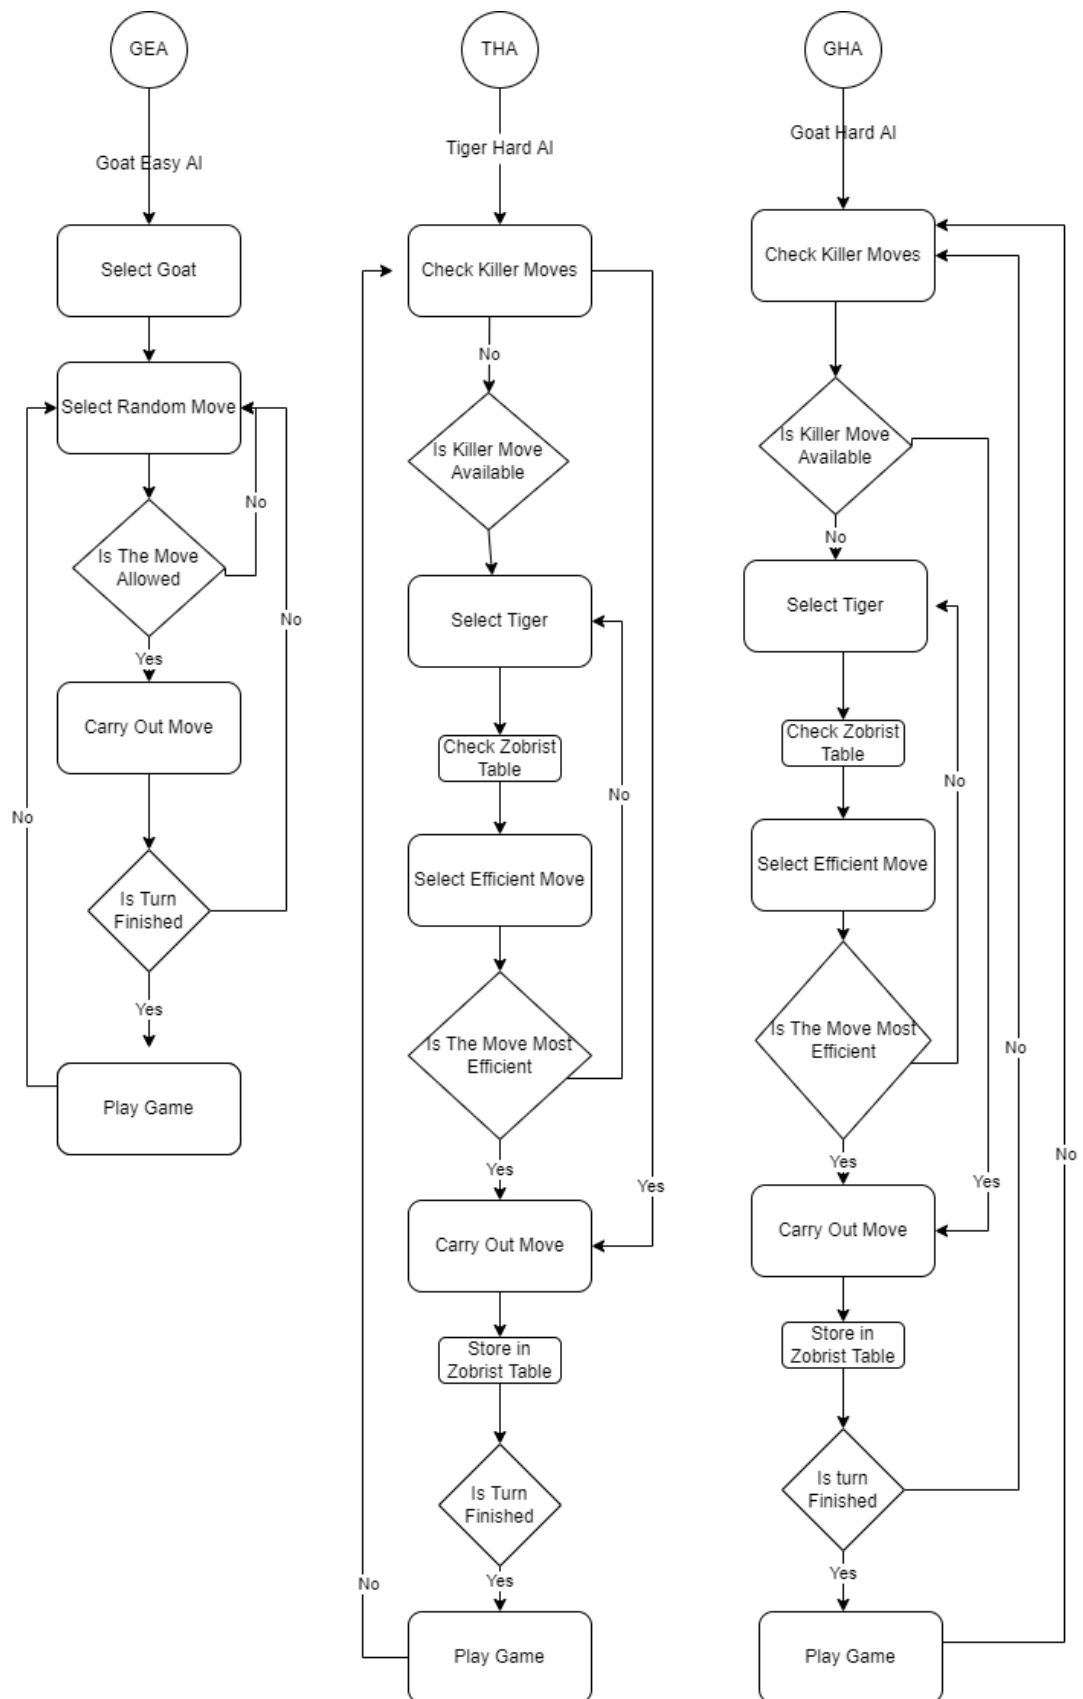 GEA
Goat Easy AI
Select Goat
Select Random Move
No
Is The Move
Allowed
No
Yes
Carry Out Move
No
Is Turn
Finished
Yes
Play Game
THA
Tiger Hard AI
Check Killer Moves
No
Is Killer Move
Available
Select Tiger
Check Zobrist
Table
No
Select Efficient Move
Is The Move Most
Efficient
Yes
Yes
Carry Out Move
Store in
Zobrist Table
Is Turn
Finished
Yes
No
Play Game
GHA
Goat Hard AI
Check Killer Moves
Is Killer Move
Available
No
Select Tiger
Check Zobrist
Table
No
Select Efficient Move
Is The Move Most
Efficient
No
Yes
No
Yes
Carry Out Move
Store in
Zobrist Table
Is turn
Finished
Yes
Play Game